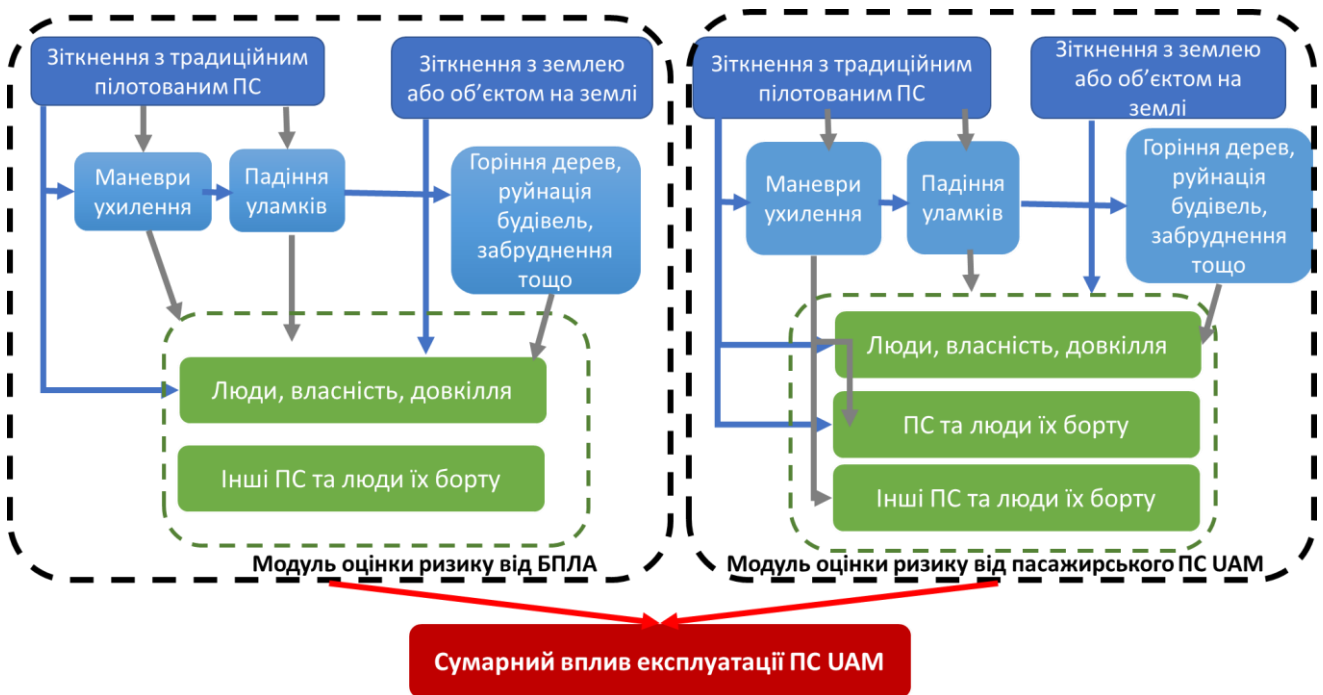 Зіткнення з традиційним
пілотованим ПС
Зіткнення з землею
або об’єктом на землі
Маневри
ухилення
Падіння
уламків
Горіння дерев,
руйнація
будівель,
забруднення
тощо
Люди, власність, довкілля
Інші ПС та люди їх борту
Модуль оцінки ризику від БПЛА
Зіткнення з традиційним
пілотованим ПС
Зіткнення з землею
або об’єктом на
землі
Маневри
ухилення
Падіння
уламків
Горіння дерев,
руйнація
будівель,
забруднення
тощо
Люди, власність, довкілля
ПС та люди їх борту
Інші ПС та люди їх борту
Модуль оцінки ризику від пасажирського ПС UAM
Сумарний вплив експлуатації ПС UAM